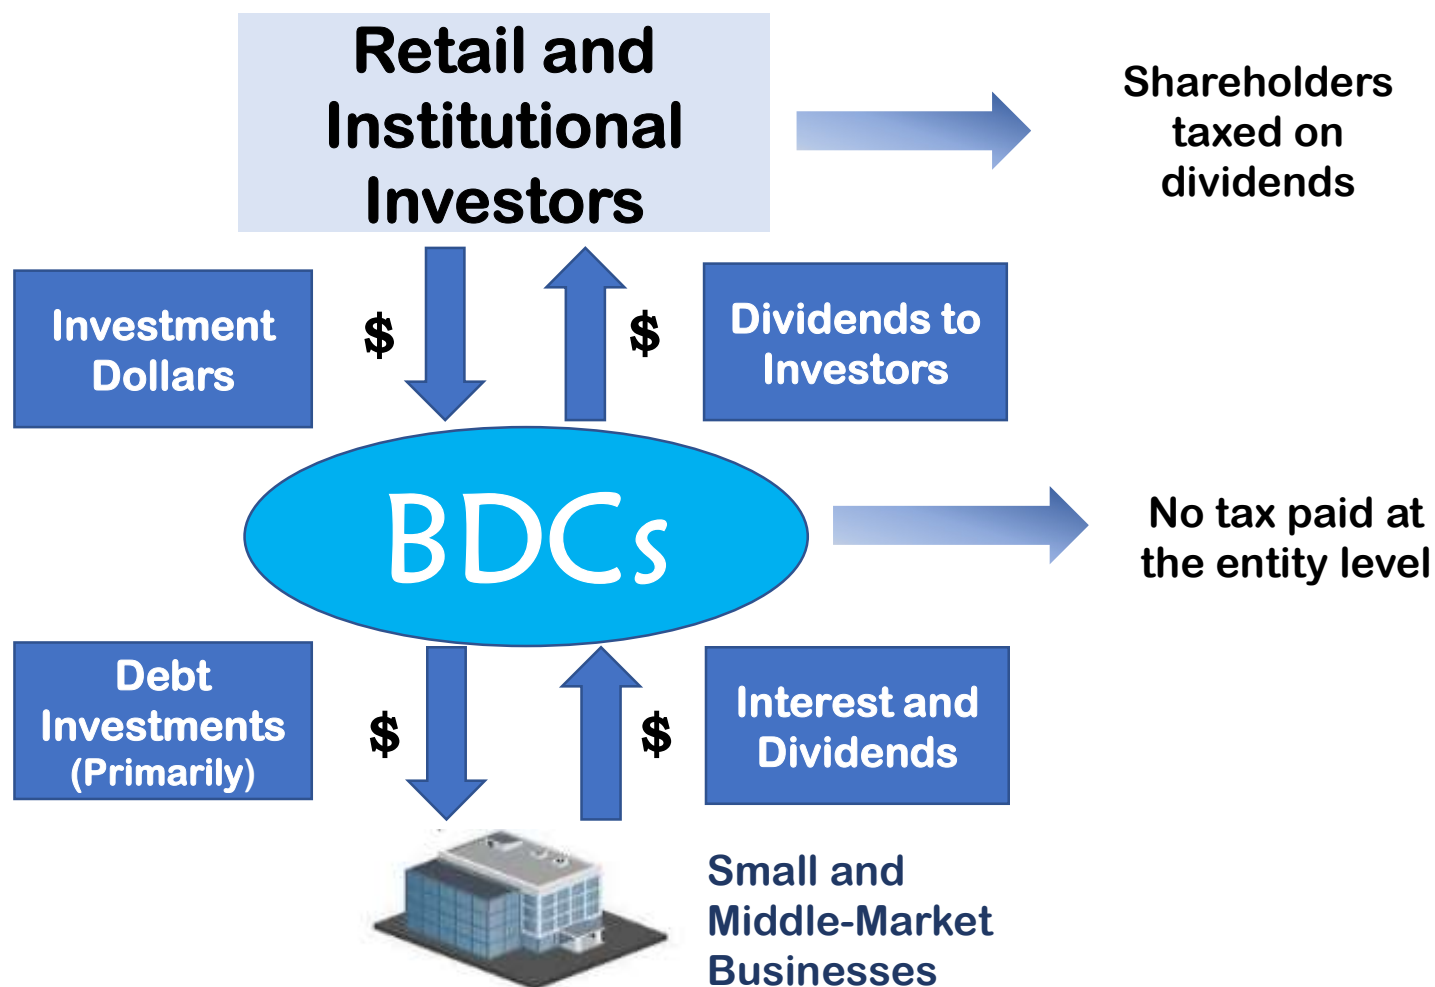 Retail and
Institutional
Investors
Shareholders
taxed on
dividends
Investment
Dollars
$
$
Dividends to
Investors
BDCs
No tax paid at
the entity level
Debt
Investments
(Primarily)
$
$
Interest and
Dividends
Small and
Middle-Market
Businesses